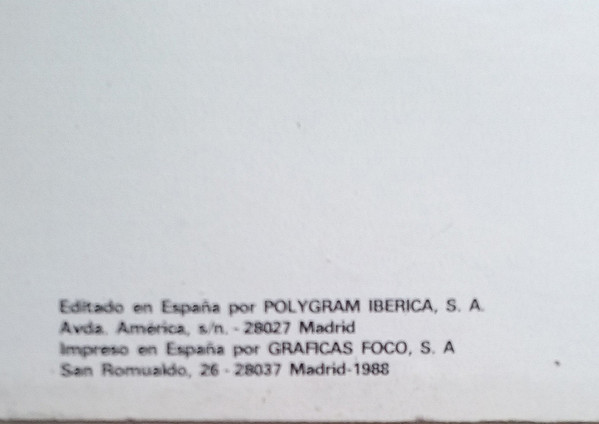 Editado en España por POLYGRAM IBERICA, S. A.
Avda. América, s/n. - 28027 Madrid
Impreso en España por GRAFICAS FOCO, S. A
San Romualdo, 26 - 28037 Madrid-1988